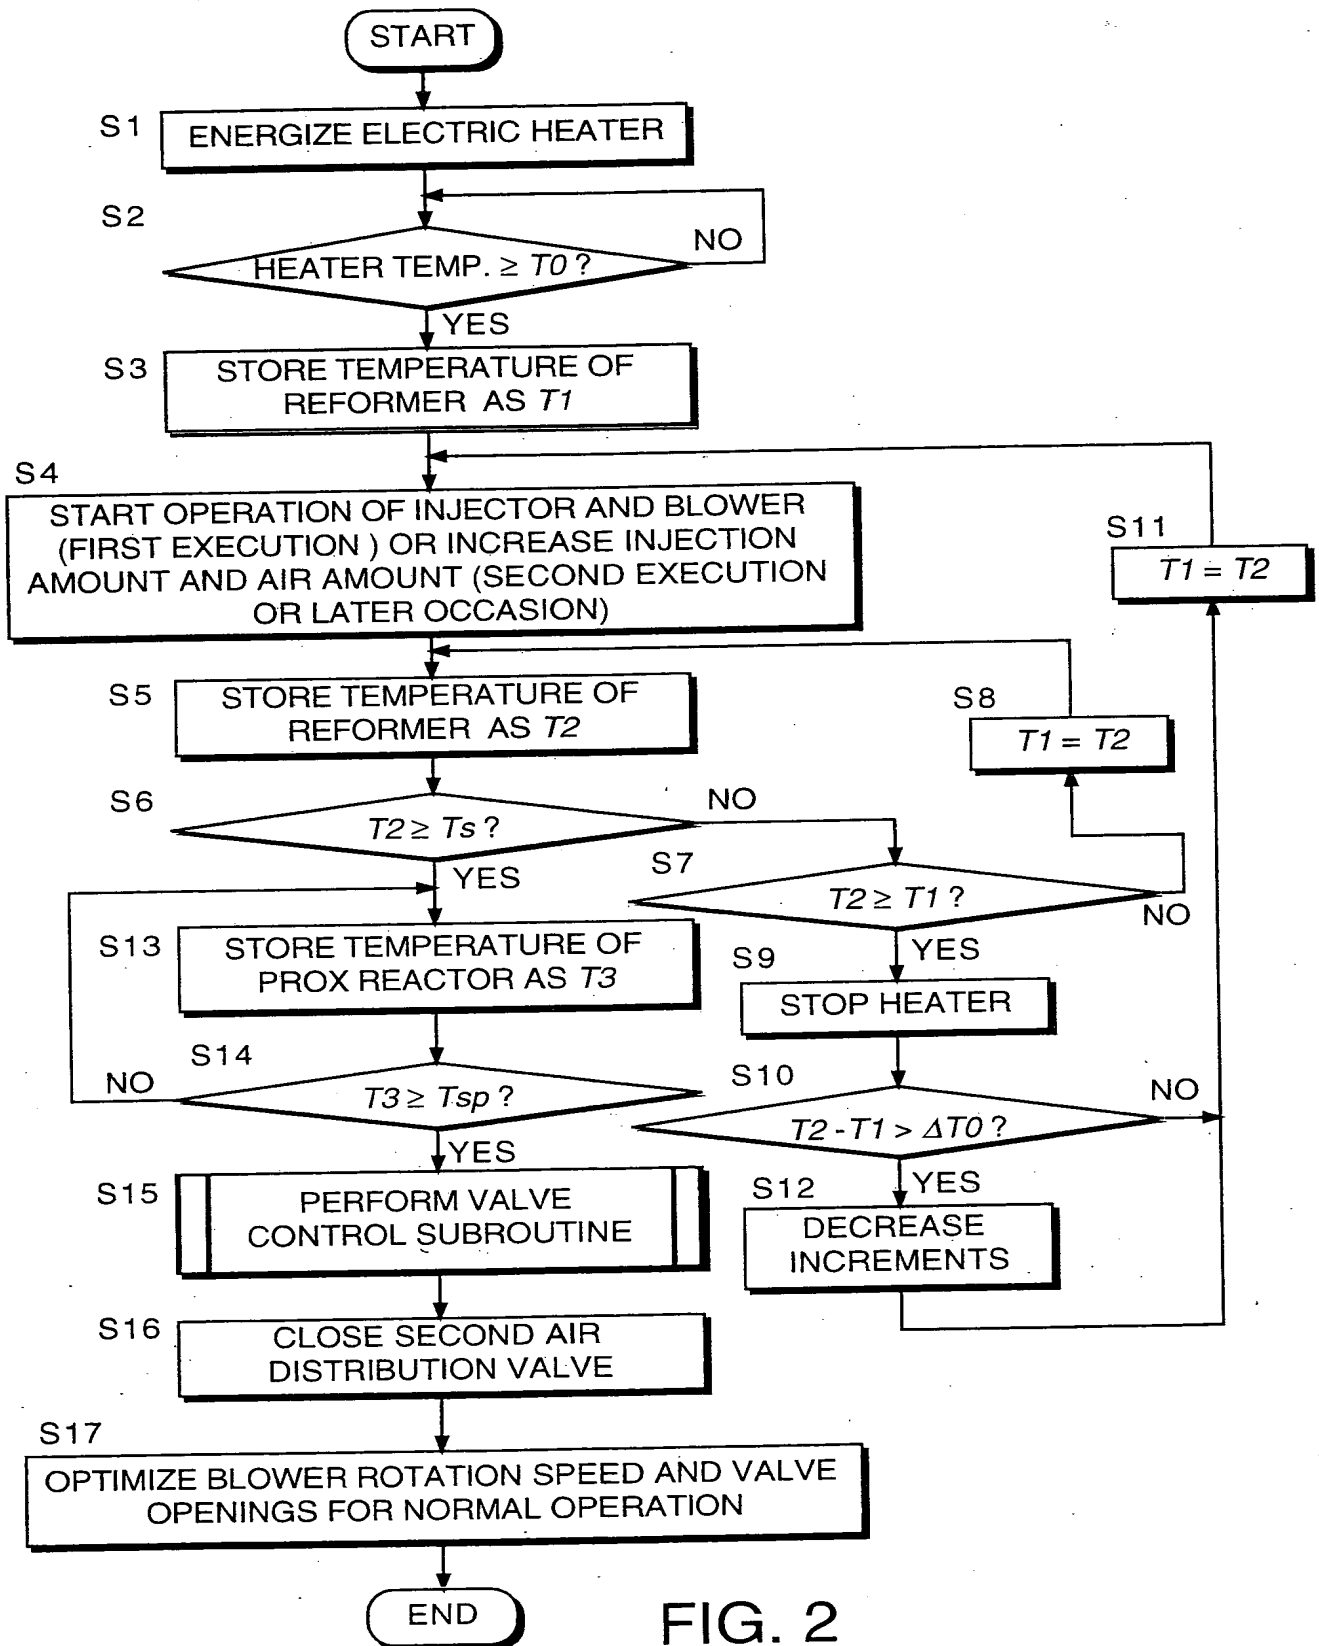 START
S1
ENERGIZE ELECTRIC HEATER
S2
NO
HEATER TEMP. ≥ T0 ?
YES
S3
STORE TEMPERATURE OF
REFORMER AS T1
S4
START OPERATION OF INJECTOR AND BLOWER
(FIRST EXECUTION ) OR INCREASE INJECTION
AMOUNT AND AIR AMOUNT (SECOND EXECUTION
OR LATER OCCASION)
S11
T1 = T2
S5
STORE TEMPERATURE OF
REFORMER AS T2
S8
T1 = T2
S6
T2 ≥ Ts ?
NO
YES
S7
T2 ≥ T1 ?
NO
YES
S13
STORE TEMPERATURE OF
PROX REACTOR AS T3
S9
STOP HEATER
S14
NO
T3 ≥ Tsp ?
YES
S10
NO
T2 - T1 > ΔT0 ?
YES
S15
PERFORM VALVE
CONTROL SUBROUTINE
S12
DECREASE
INCREMENTS
S16
CLOSE SECOND AIR
DISTRIBUTION VALVE
S17
OPTIMIZE BLOWER ROTATION SPEED AND VALVE
OPENINGS FOR NORMAL OPERATION
END
FIG. 2